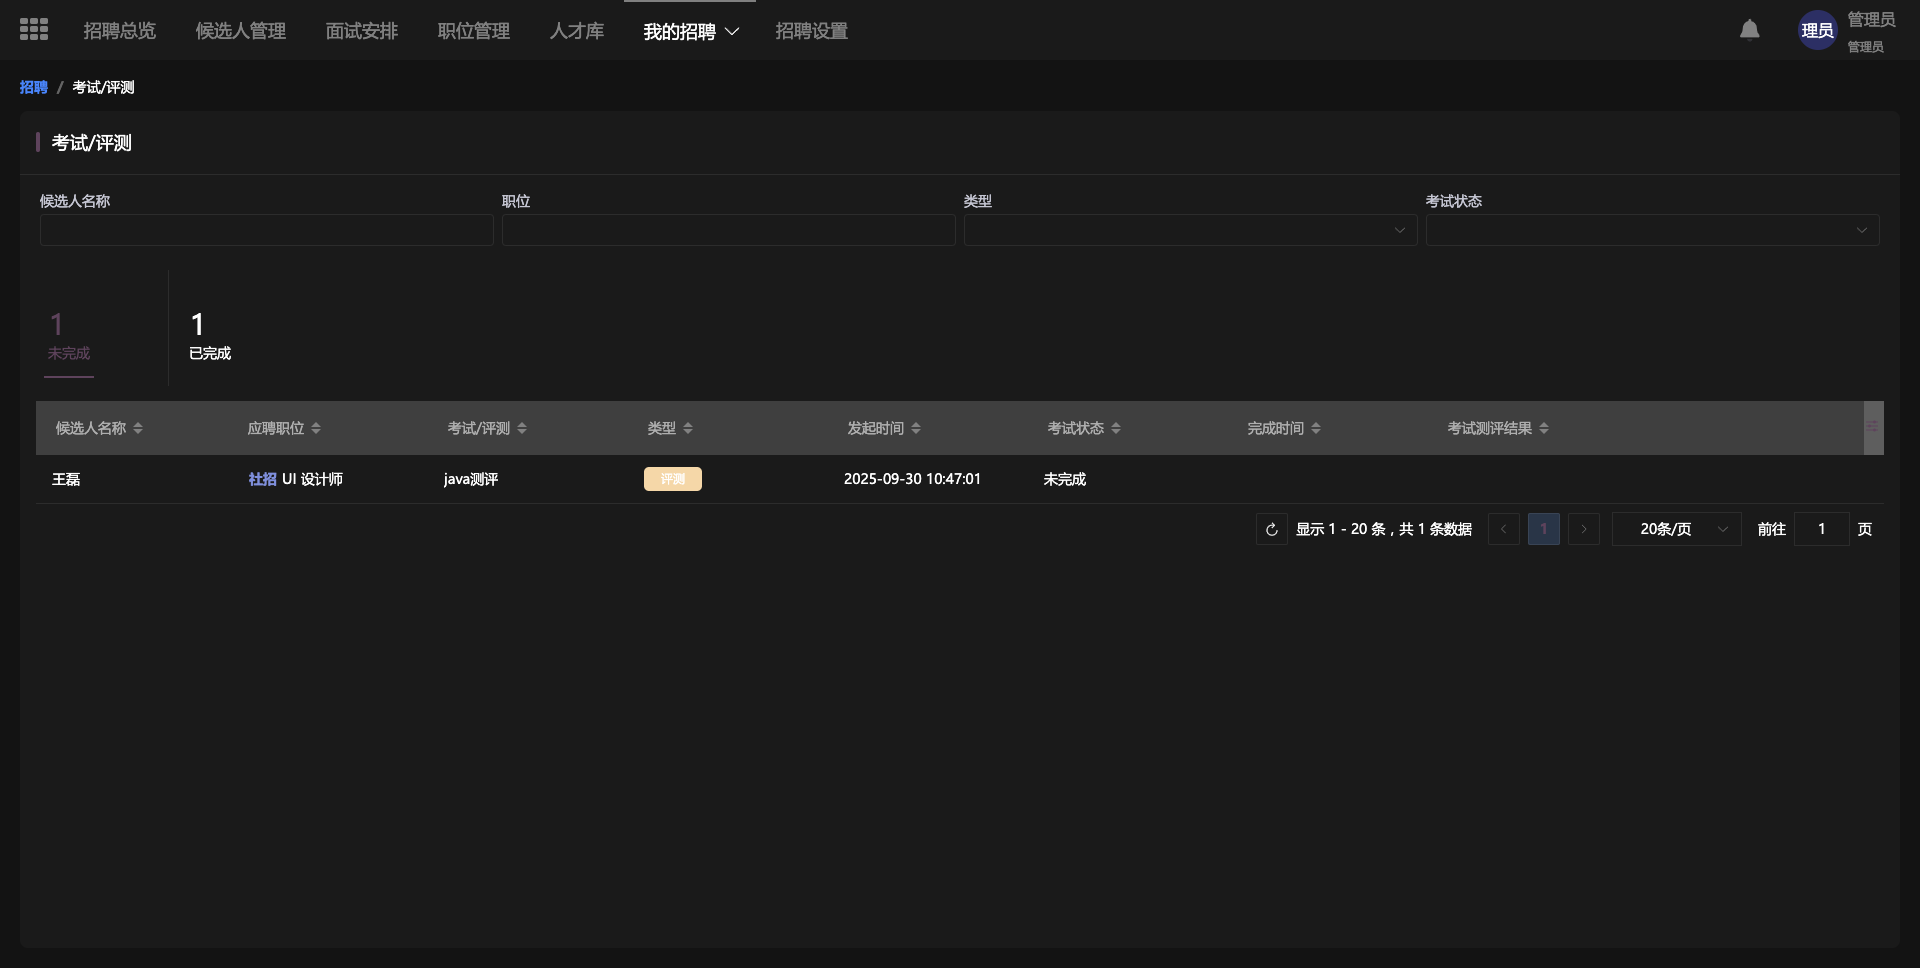 招聘总览 候选人管理 面试安排 职位管理 人才库 我的招聘 招聘设置 理员 管理员
管理员
招聘 / 考试/评测
考试/评测
候选人名称 职位 类型 考试状态
1 1
未完成 已完成
候选人名称 应聘职位 考试/评测 类型 发起时间 考试状态 完成时间 考试测评结果
王磊 社招 UI 设计师 java测评 评测 2025-09-30 10:47:01 未完成
显示 1 - 20 条，共 1 条数据 1 20条/页 前往 1 页